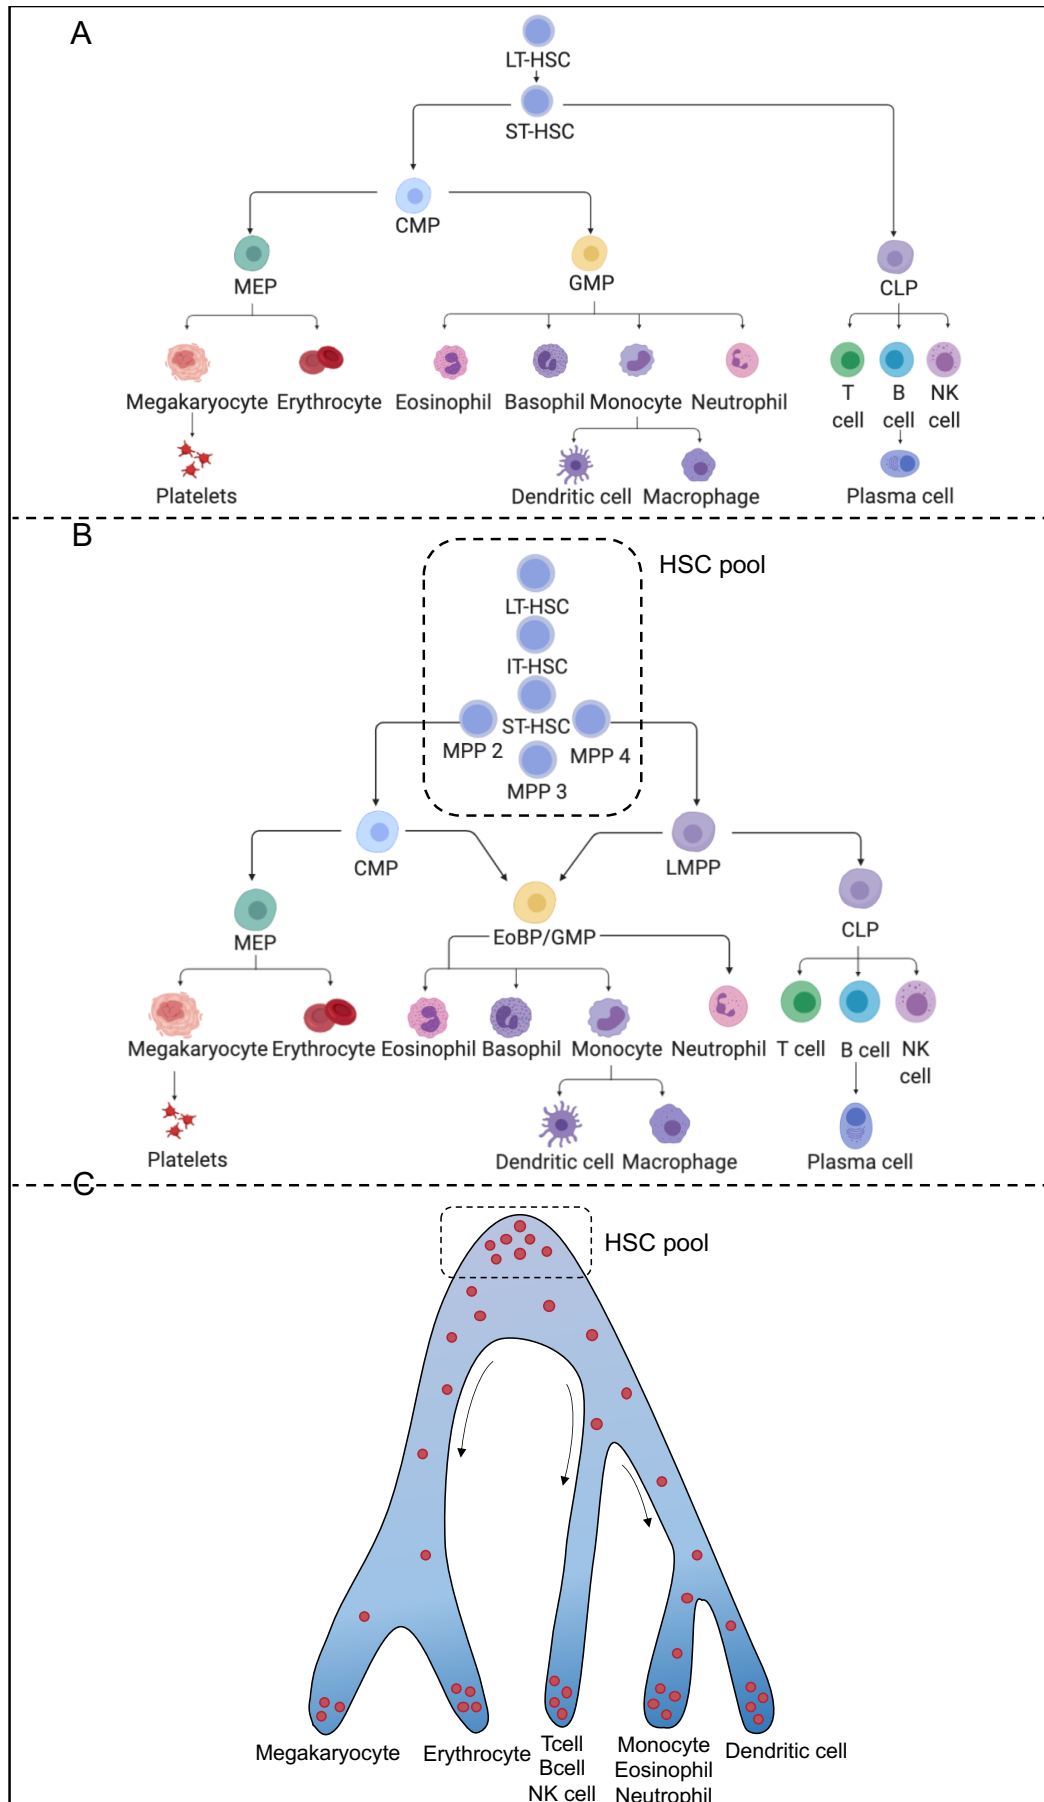 A
LT-HSC
ST-HSC
CMP
MEP
GMP
CLP
Megakaryocyte Erythrocyte Eosinophil Basophil Monocyte Neutrophil
T cell
B cell
NK cell
Platelets
Dendritic cell Macrophage
Plasma cell
B
HSC pool
LT-HSC
IT-HSC
ST-HSC
MPP 2
MPP 4
MPP 3
CMP
LMPP
MEP
EoBP/GMP
CLP
Megakaryocyte Erythrocyte Eosinophil Basophil Monocyte Neutrophil T cell B cell NK
cell
Platelets
Dendritic cell Macrophage
Plasma cell
C
HSC pool
Megakaryocyte
Erythrocyte
Tcell
Bcell
NK cell
Monocyte
Eosinophil
Neutrophil
Dendritic cell